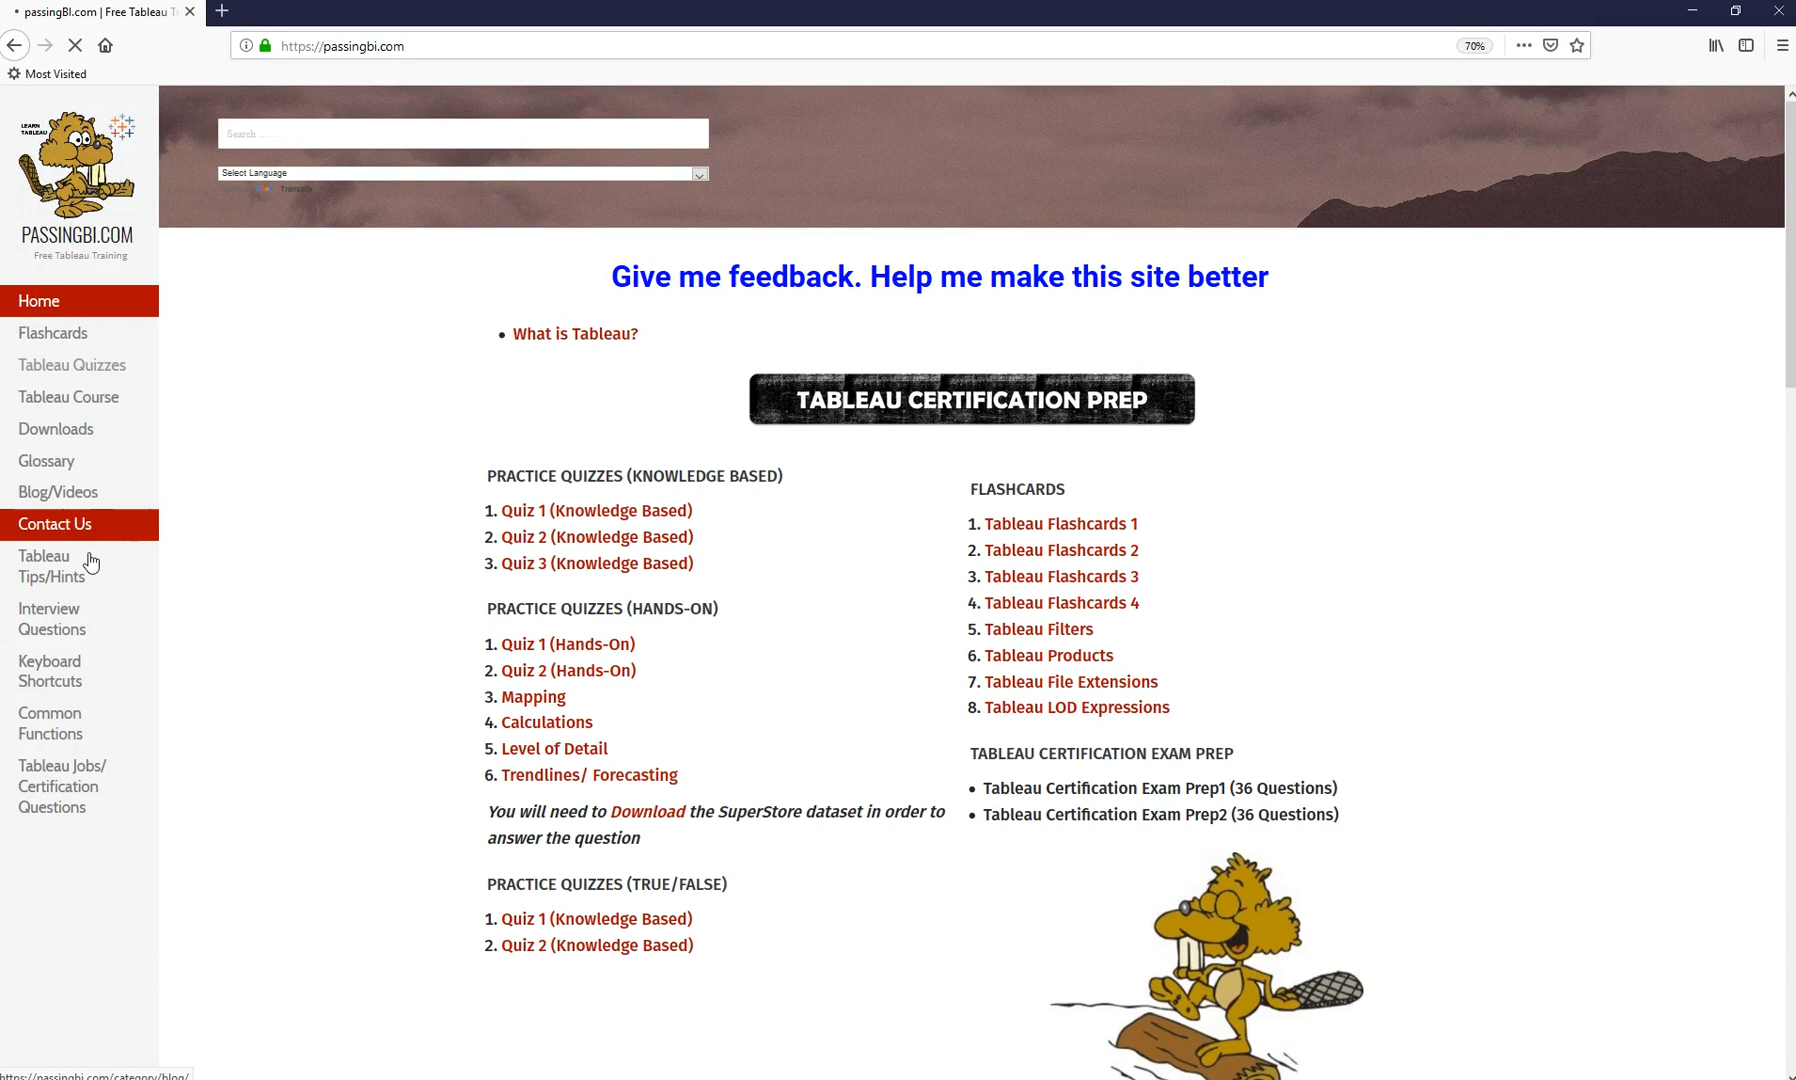 passingBI.com | Free Tableau T
https://passingbi.com
70%
Most Visited
LEARN
TABLEAU
PASSINGBI.COM
Free Tableau Training
Home
Flashcards
Tableau Quizzes
Tableau Course
Downloads
Glossary
Blog/Videos
Contact Us
Tableau
Tips/Hints
Interview
Questions
Keyboard
Shortcuts
Common
Functions
Tableau Jobs/
Certification
Questions
Search ...
Select Language
Translate
Give me feedback. Help me make this site better
• What is Tableau?
TABLEAU CERTIFICATION PREP
PRACTICE QUIZZES (KNOWLEDGE BASED)
1. Quiz 1 (Knowledge Based)
2. Quiz 2 (Knowledge Based)
3. Quiz 3 (Knowledge Based)
PRACTICE QUIZZES (HANDS-ON)
1. Quiz 1 (Hands-On)
2. Quiz 2 (Hands-On)
3. Mapping
4. Calculations
5. Level of Detail
6. Trendlines/ Forecasting
You will need to Download the SuperStore dataset in order to
answer the question
PRACTICE QUIZZES (TRUE/FALSE)
1. Quiz 1 (Knowledge Based)
2. Quiz 2 (Knowledge Based)
FLASHCARDS
1. Tableau Flashcards 1
2. Tableau Flashcards 2
3. Tableau Flashcards 3
4. Tableau Flashcards 4
5. Tableau Filters
6. Tableau Products
7. Tableau File Extensions
8. Tableau LOD Expressions
TABLEAU CERTIFICATION EXAM PREP
• Tableau Certification Exam Prep1 (36 Questions)
• Tableau Certification Exam Prep2 (36 Questions)
https://passingbi.com/category/blog/